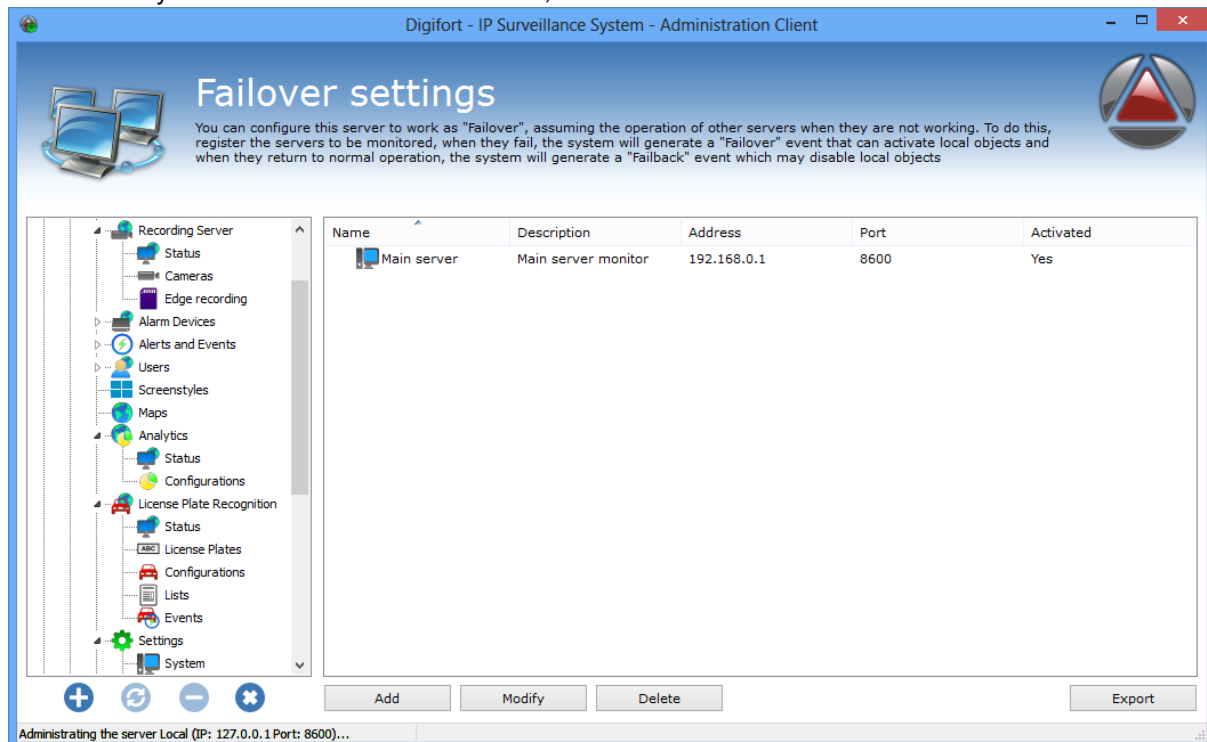 Digifort - IP Surveillance System - Administration Client
Failover settings
You can configure this server to work as "Failover", assuming the operation of other servers when they are not working. To do this,
register the servers to be monitored, when they fail, the system will generate a "Failover" event that can activate local objects and
when they return to normal operation, the system will generate a "Failback" event which may disable local objects
Recording Server
Status
Cameras
Edge recording
Alarm Devices
Alerts and Events
Users
Screenstyles
Maps
Analytics
Status
Configurations
License Plate Recognition
Status
ABC License Plates
Configurations
Lists
Events
Settings
System
Name Description Address Port Activated
Main server Main server monitor 192.168.0.1 8600 Yes
Add Modify Delete Export
Administrating the server Local (IP: 127.0.0.1 Port: 8600)...